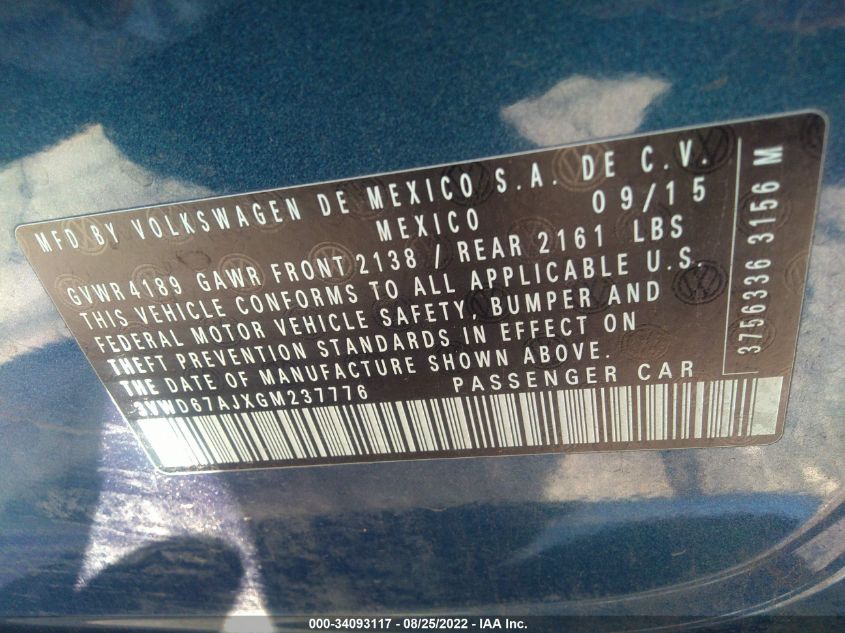 MFD BY VOLKSWAGEN DE MEXICO S.A. DE C.V.
MEXICO 09/15
GVWR 4189 GAWR FRONT 2138 / REAR 2161 LBS
THIS VEHICLE CONFORMS TO ALL APPLICABLE U.S.
FEDERAL MOTOR VEHICLE SAFETY, BUMPER AND
THEFT PREVENTION STANDARDS IN EFFECT ON
THE DATE OF MANUFACTURE SHOWN ABOVE.
3VWD67AJXGM237776 PASSENGER CAR
3756336 3156 M
000-34093117 - 08/25/2022 - IAA Inc.